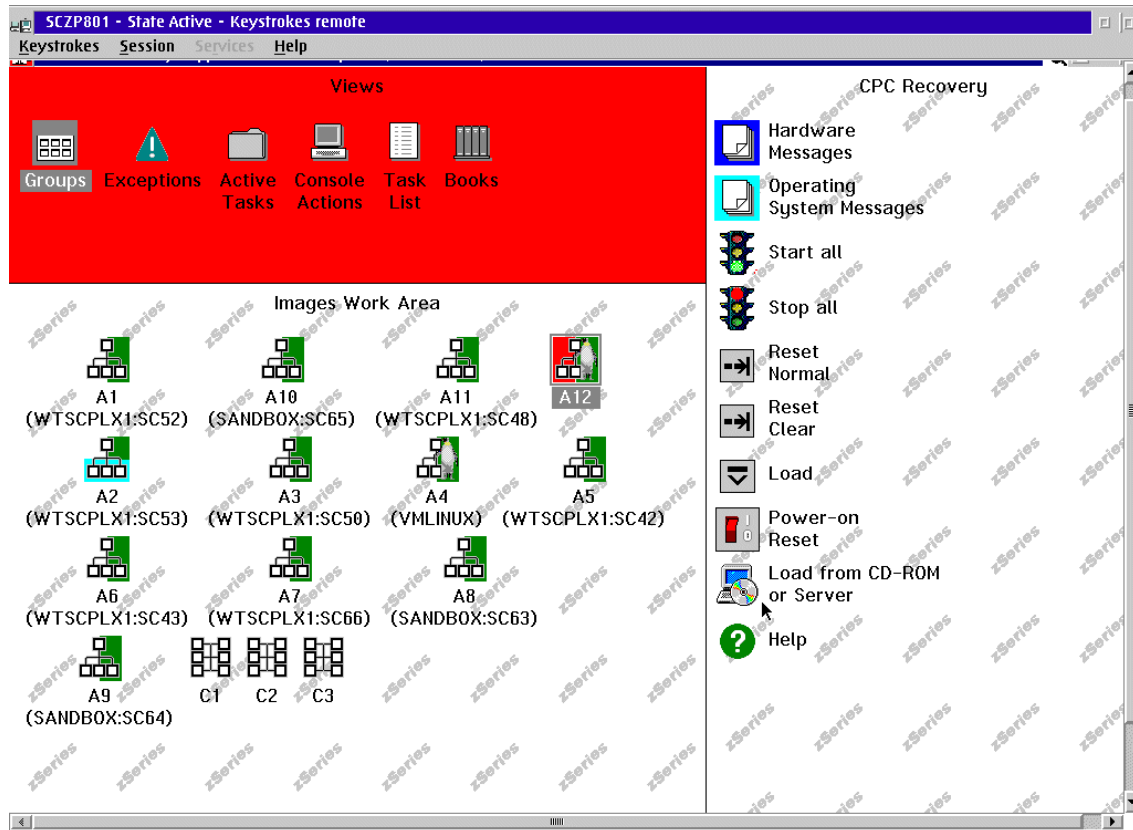 SCZP801 - State Active - Keystrokes remote
Keystrokes Session Services Help
Views
Groups Exceptions Active Tasks Console Actions Task List Books
Images Work Area
A1 A10 A11 A12
(WTSCPLX1:SC52) (SANDBOX:SC65) (WTSCPLX1:SC48)
A2 A3 A4 A5
(WTSCPLX1:SC53) (WTSCPLX1:SC50) (VMLINUX) (WTSCPLX1:SC42)
A6 A7 A8
(WTSCPLX1:SC43) (WTSCPLX1:SC66) (SANDBOX:SC63)
A9 C1 C2 C3
(SANDBOX:SC64)
CPC Recovery
Hardware
Messages
Operating
System Messages
Start all
Stop all
Reset
Normal
Reset
Clear
Load
Power-on
Reset
Load from CD-ROM
or Server
Help
zSeries